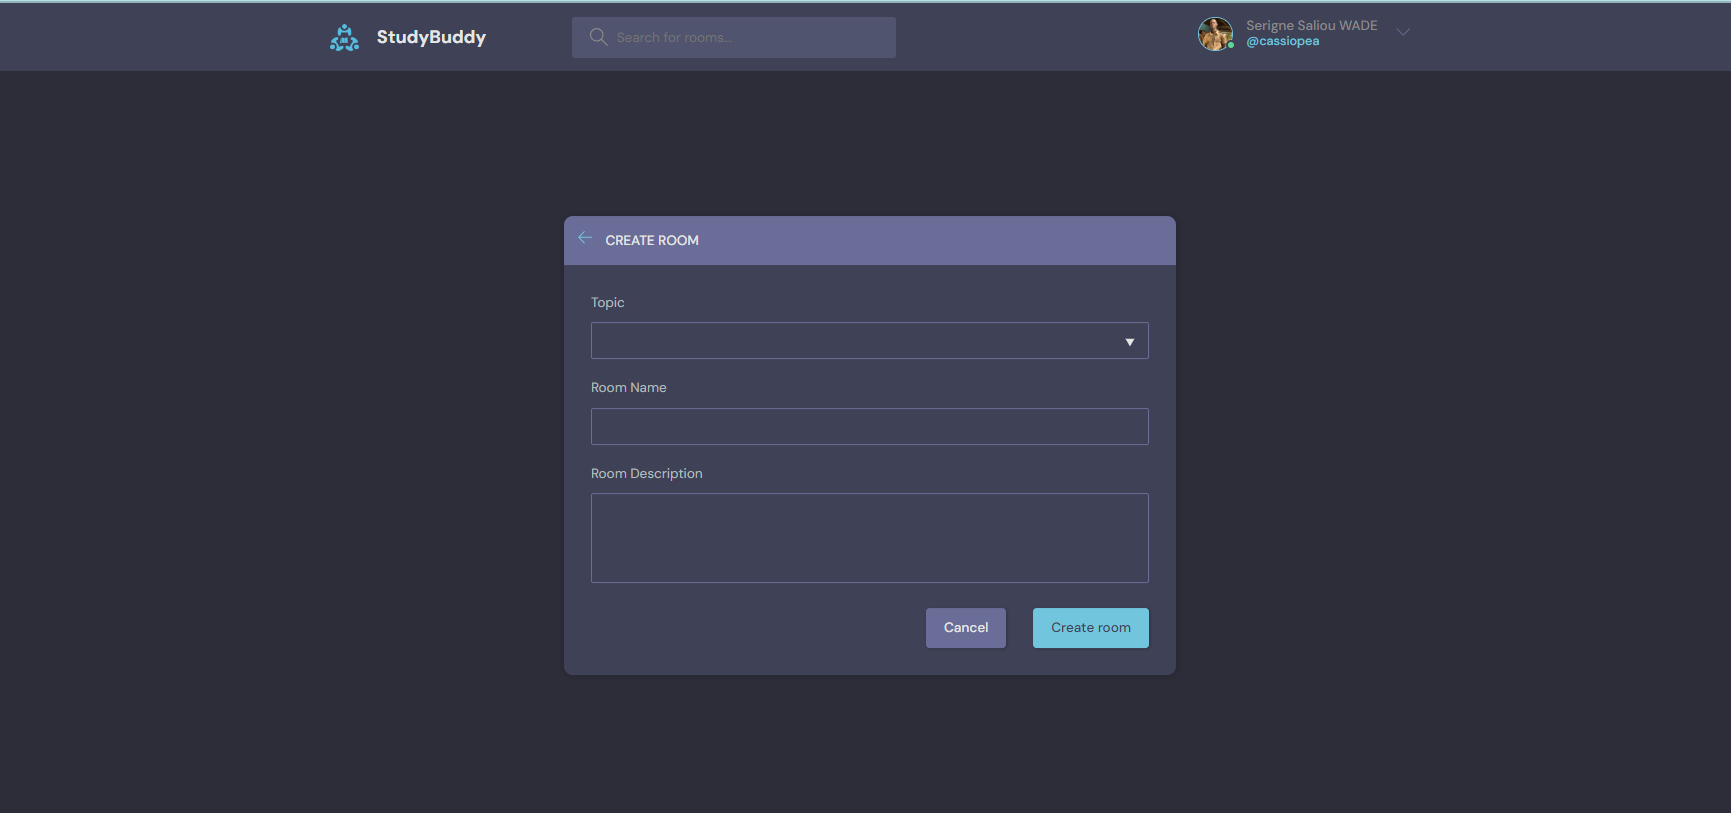 StudyBuddy
Search for rooms...
Serigne Saliou WADE
@cassiopea
CREATE ROOM
Topic
Room Name
Room Description
Cancel
Create room